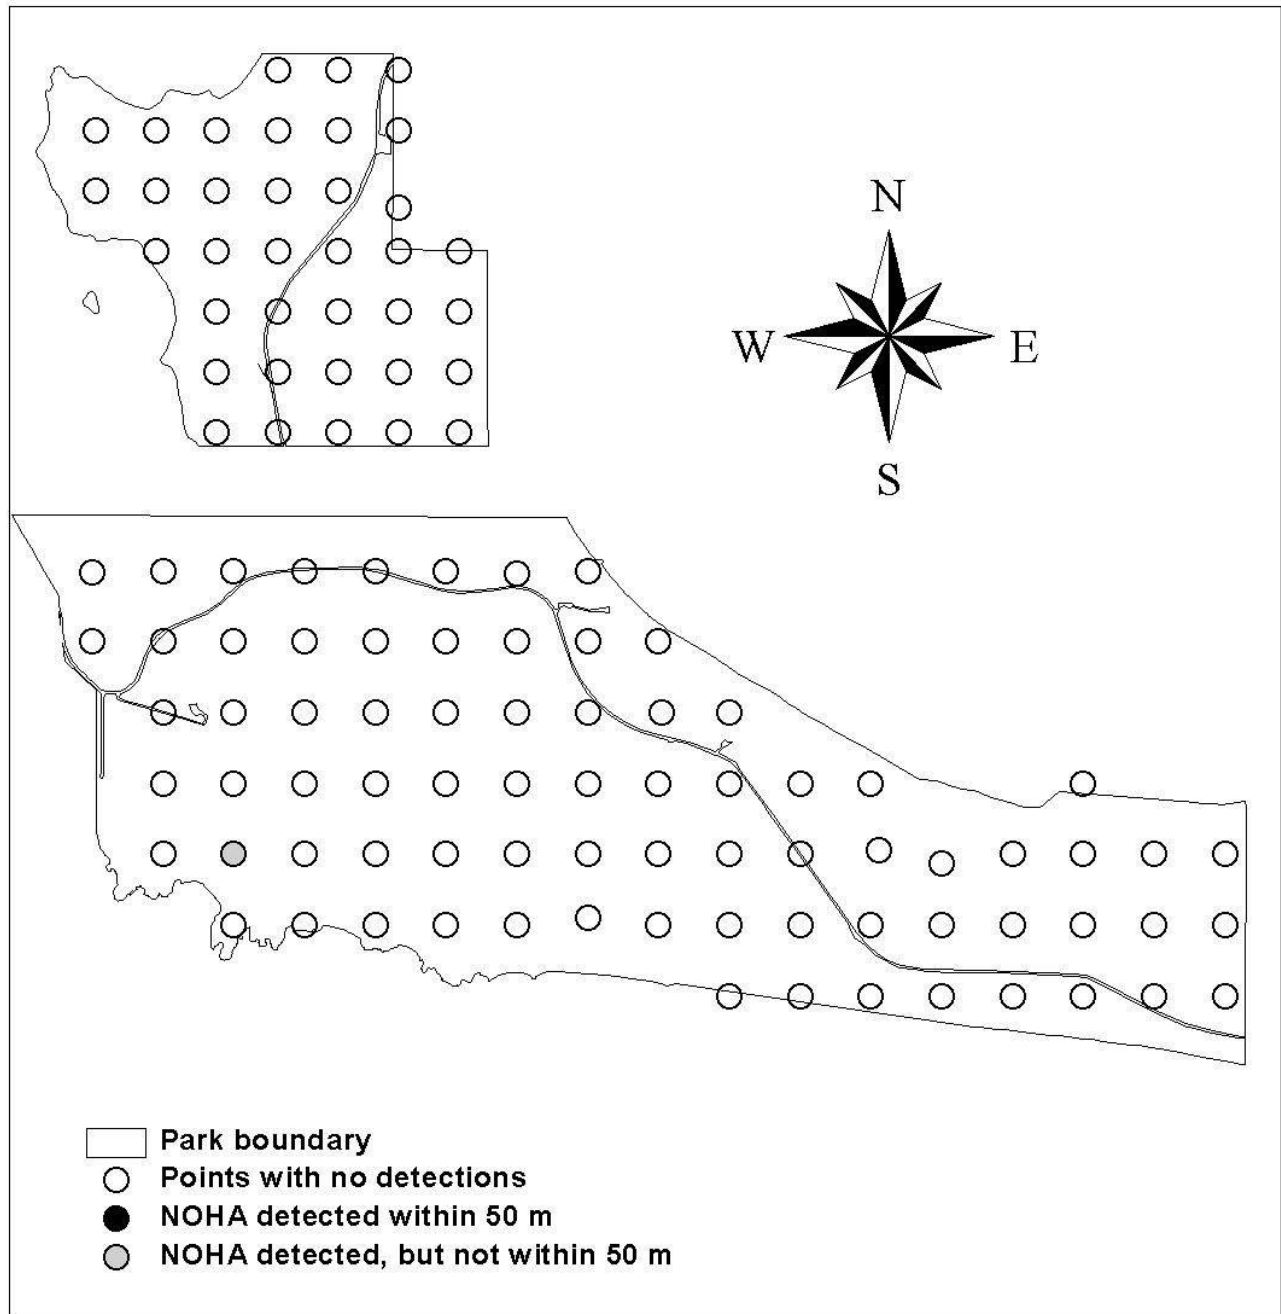 N
W E
S
Park boundary
Points with no detections
NOHA detected within 50 m
NOHA detected, but not within 50 m